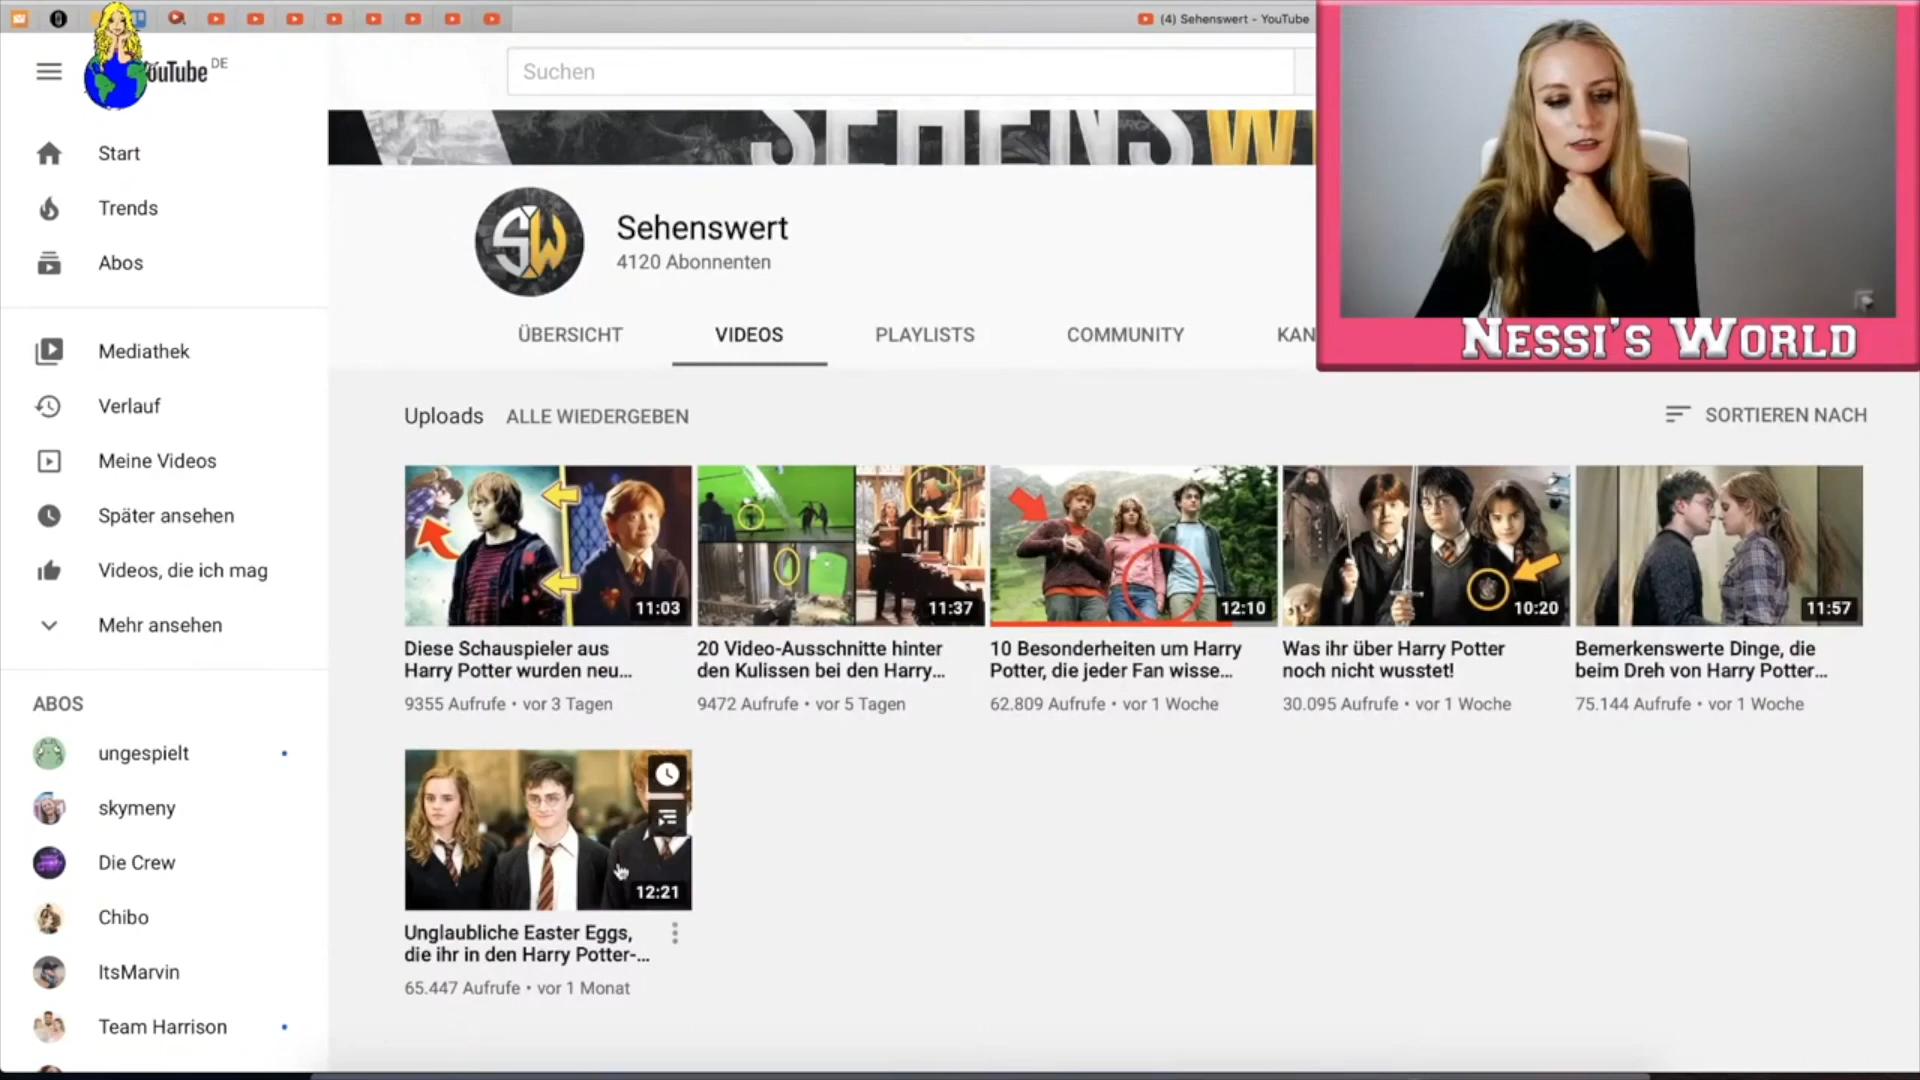 (4) Sehenswert - YouTube
YouTube DE
Suchen
SEHENSW
Start
Trends
Abos
Mediathek
Verlauf
Meine Videos
Später ansehen
Videos, die ich mag
Mehr ansehen
ABOS
ungespielt
skymeny
Die Crew
Chibo
ItsMarvin
Team Harrison
SW
Sehenswert
4120 Abonnenten
ÜBERSICHT
VIDEOS
PLAYLISTS
COMMUNITY
KAN
NESSI'S WORLD
Uploads
ALLE WIEDERGEBEN
SORTIEREN NACH
11:03
Diese Schauspieler aus
Harry Potter wurden neu...
9355 Aufrufe • vor 3 Tagen
11:37
20 Video-Ausschnitte hinter
den Kulissen bei den Harry...
9472 Aufrufe • vor 5 Tagen
12:10
10 Besonderheiten um Harry
Potter, die jeder Fan wisse...
62.809 Aufrufe • vor 1 Woche
10:20
Was ihr über Harry Potter
noch nicht wusstet!
30.095 Aufrufe • vor 1 Woche
11:57
Bemerkenswerte Dinge, die
beim Dreh von Harry Potter...
75.144 Aufrufe • vor 1 Woche
12:21
Unglaubliche Easter Eggs,
die ihr in den Harry Potter-...
65.447 Aufrufe • vor 1 Monat